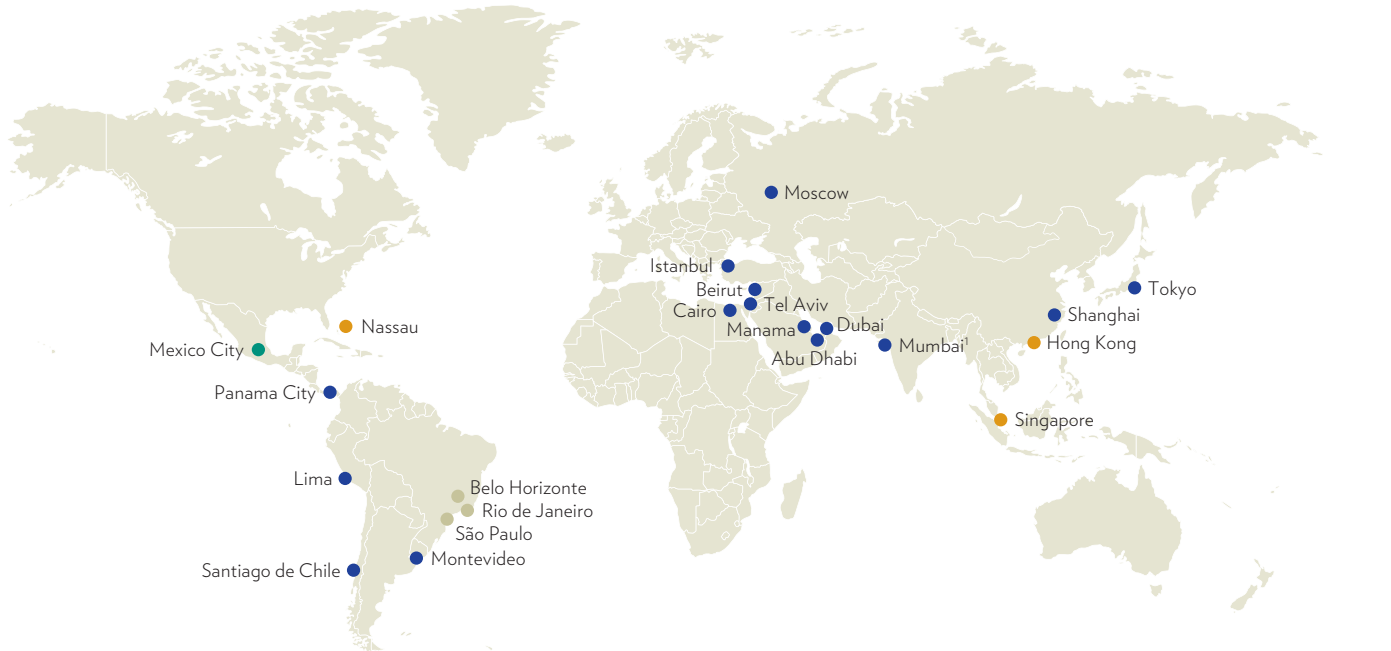 Moscow
Istanbul
Beirut
Tokyo
Tel Aviv
Cairo
Shanghai
Nassau
Manama
Dubai
Mexico City
Mumbai¹
Hong Kong
Abu Dhabi
Panama City
Singapore
Lima
Belo Horizonte
Rio de Janeiro
São Paulo
Montevideo
Santiago de Chile